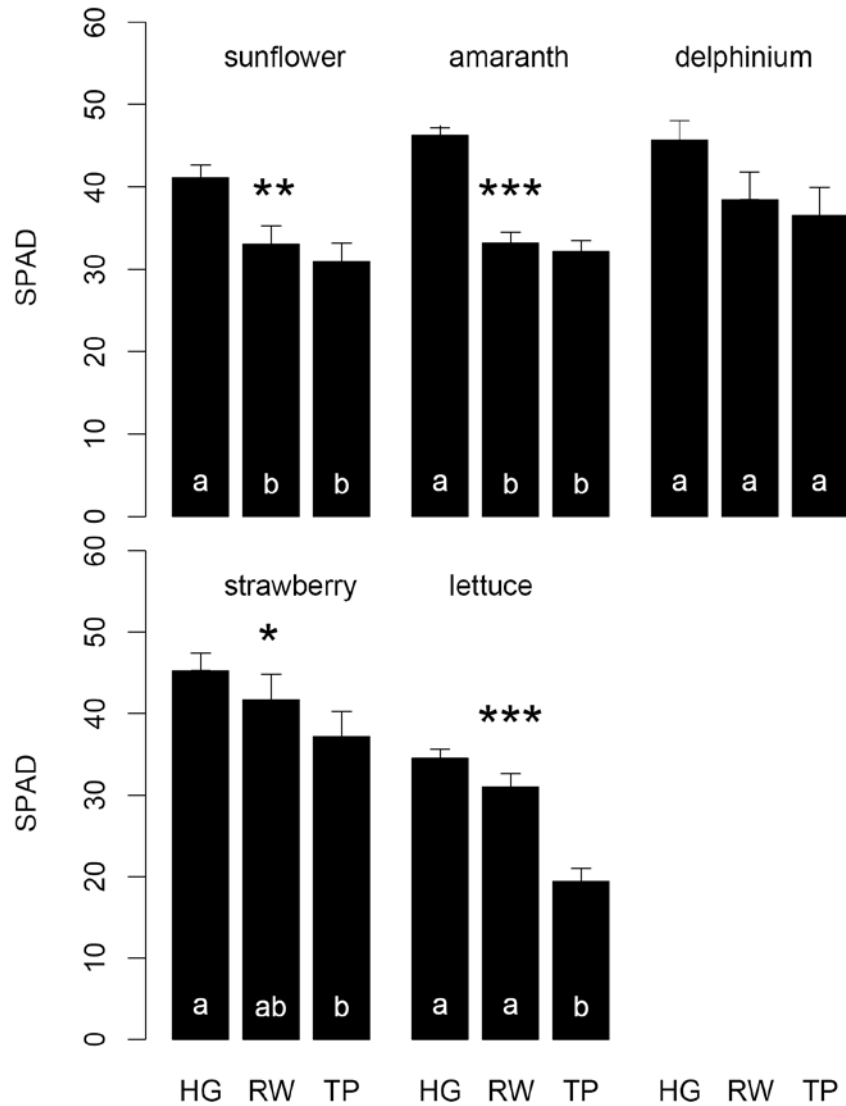 sunflower amaranth delphinium
60
50
40
30
20
10
0
SPAD
** ***
a b b a b b a a a
strawberry lettuce
60
50
40
30
20
10
0
SPAD
* ***
a ab b a a b
HG RW TP HG RW TP HG RW TP